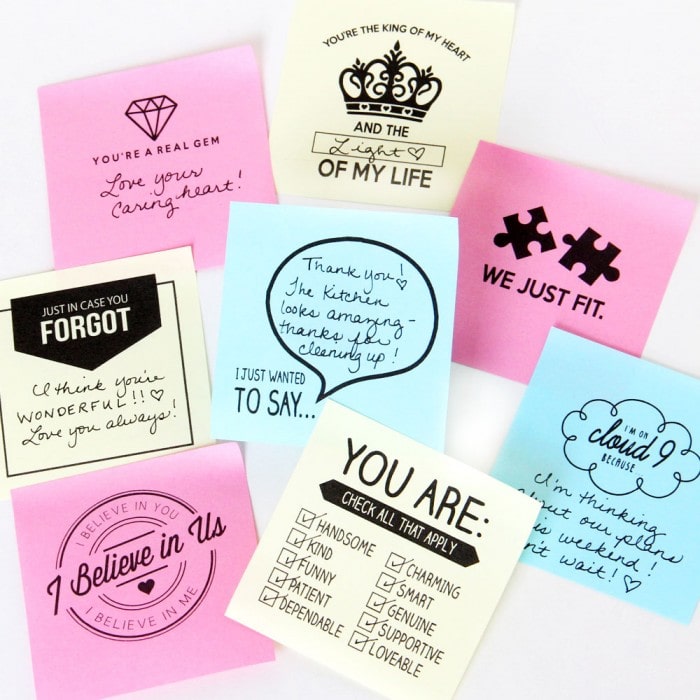 YOU'RE THE KING OF MY HEART
AND THE
Light ♡
OF MY LIFE
YOU'RE A REAL GEM
Love your
Caring heart!
WE JUST FIT.
Thank you!
The Kitchen
looks amazing-
thanks for
cleaning up!
I JUST WANTED
TO SAY...
JUST IN CASE YOU
FORGOT
I think you're
WONDERFUL!!! ♡
Love you always!
I'M ON
cloud 9
BECAUSE
I'm thinking
about our plans
weekend!
wait! ♡
YOU ARE:
CHECK ALL THAT APPLY
HANDSOME
KIND
FUNNY
PATIENT
DEPENDABLE
CHARMING
SMART
GENUINE
SUPPORTIVE
LOVEABLE
I BELIEVE IN YOU
I Believe in Us
I BELIEVE IN ME